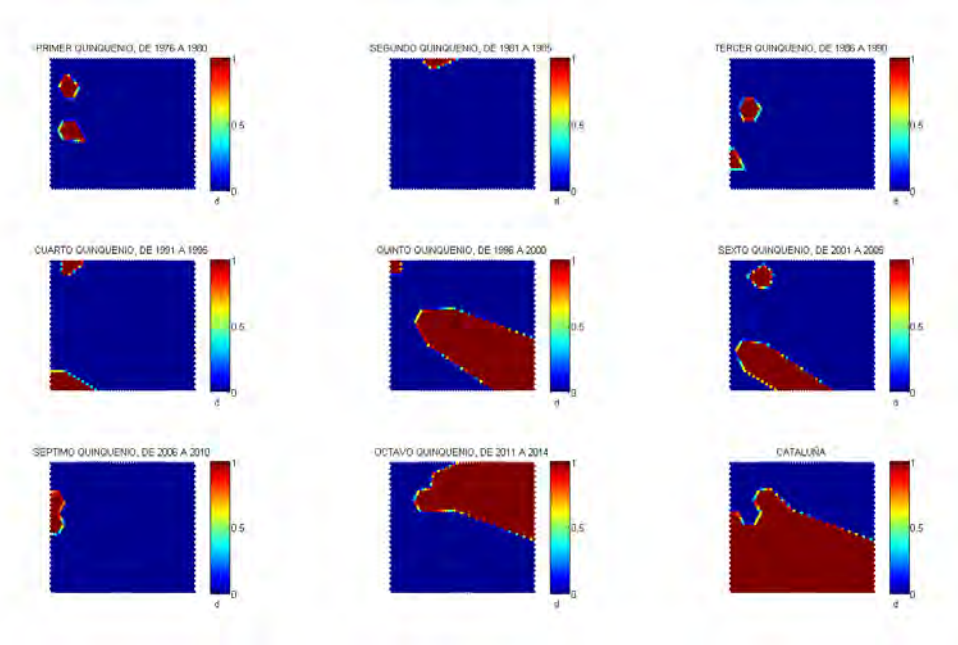 PRIMER QUINQUENIO, DE 1976 A 1980
1
0.5
0
d
SEGUNDO QUINQUENIO, DE 1981 A 1985
1
0.5
0
d
TERCER QUINQUENIO, DE 1986 A 1990
1
0.5
0
d
CUARTO QUINQUENIO, DE 1991 A 1995
1
0.5
0
d
QUINTO QUINQUENIO, DE 1996 A 2000
1
0.5
0
d
SEXTO QUINQUENIO, DE 2001 A 2005
1
0.5
0
d
SEPTIMO QUINQUENIO, DE 2006 A 2010
1
0.5
0
d
OCTAVO QUINQUENIO, DE 2011 A 2014
1
0.5
0
d
CATALUÑA
1
0.5
0
d